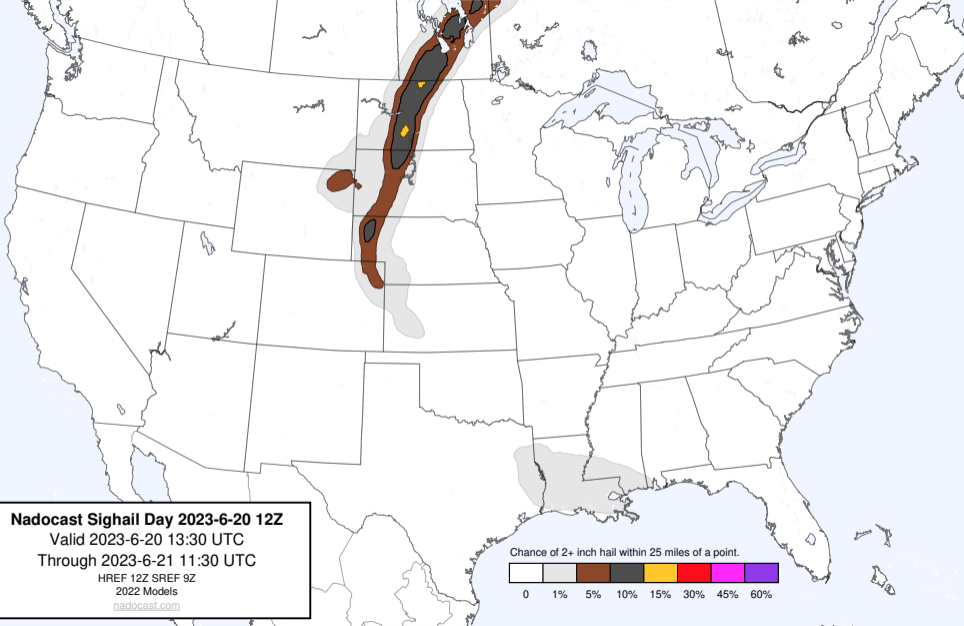 Nadocast Sighail Day 2023-6-20 12Z
Valid 2023-6-20 13:30 UTC
Through 2023-6-21 11:30 UTC
HREF 12Z SREF 9Z
2022 Models
nadocast.com
Chance of 2+ inch hail within 25 miles of a point.
0 1% 5% 10% 15% 30% 45% 60%